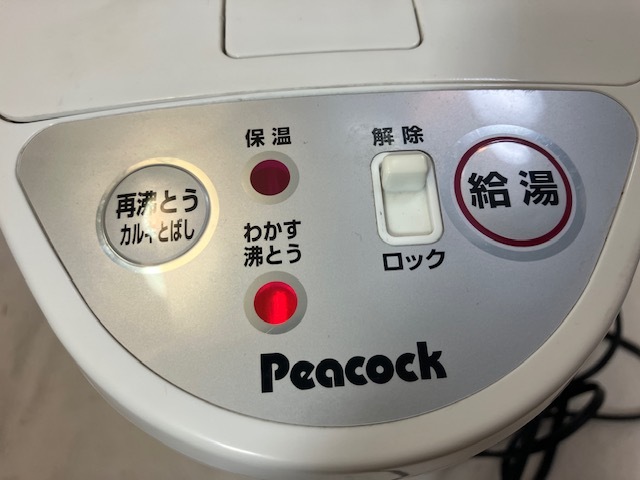 保温
解除
再沸とう
カルキとばし
給湯
わかす
沸とう
ロック
Peacock